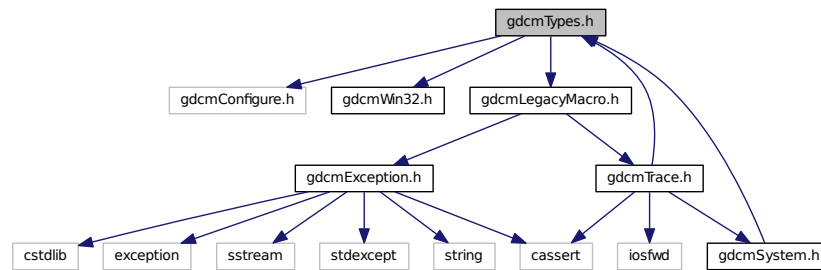 gdcmTypes.h
gdcmConfigure.h
gdcmWin32.h
gdcmLegacyMacro.h
gdcmException.h
gdcmTrace.h
cstdlib
exception
sstream
stdexcept
string
cassert
iosfwd
gdcmSystem.h